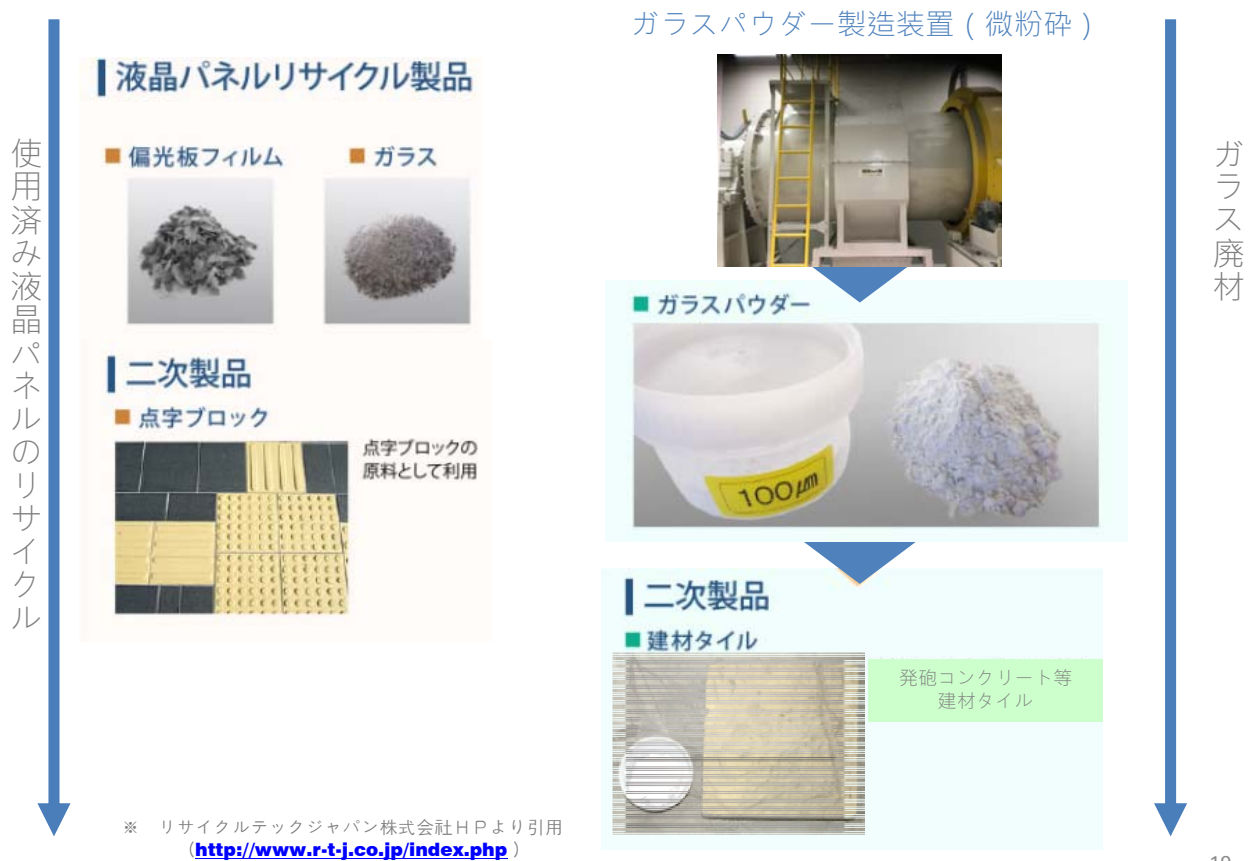 使用済み液晶パネルのリサイクル
液晶パネルリサイクル製品
■ 偏光板フィルム
■ ガラス
二次製品
■ 点字ブロック
点字ブロックの
原料として利用
※ リサイクルテックジャパン株式会社HPより引用
(http://www.r-t-j.co.jp/index.php )
ガラスパウダー製造装置(微粉砕)
■ ガラスパウダー
100μm
二次製品
■ 建材タイル
発砲コンクリート等
建材タイル
ガラス廃材